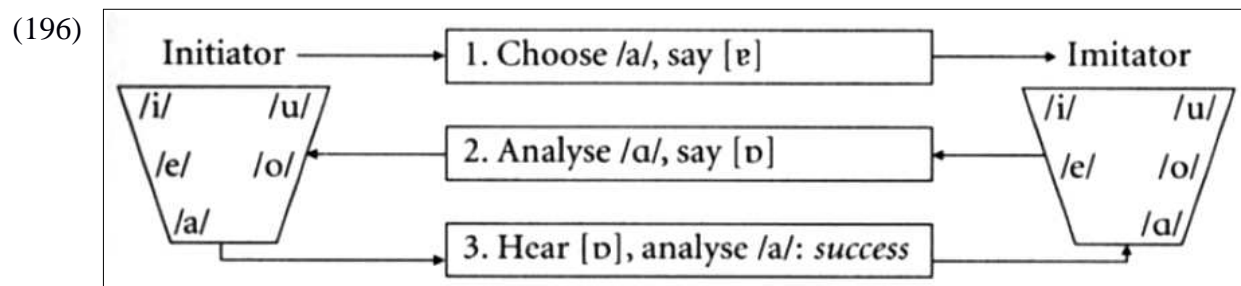 (196)
Initiator 1. Choose /a/, say [ɐ] Imitator
/i/ /u/ /i/ /u/
2. Analyse /ɑ/, say [ɒ]
/e/ /o/ /e/ /o/
/a/ /ɑ/
3. Hear [ɒ], analyse /a/: success